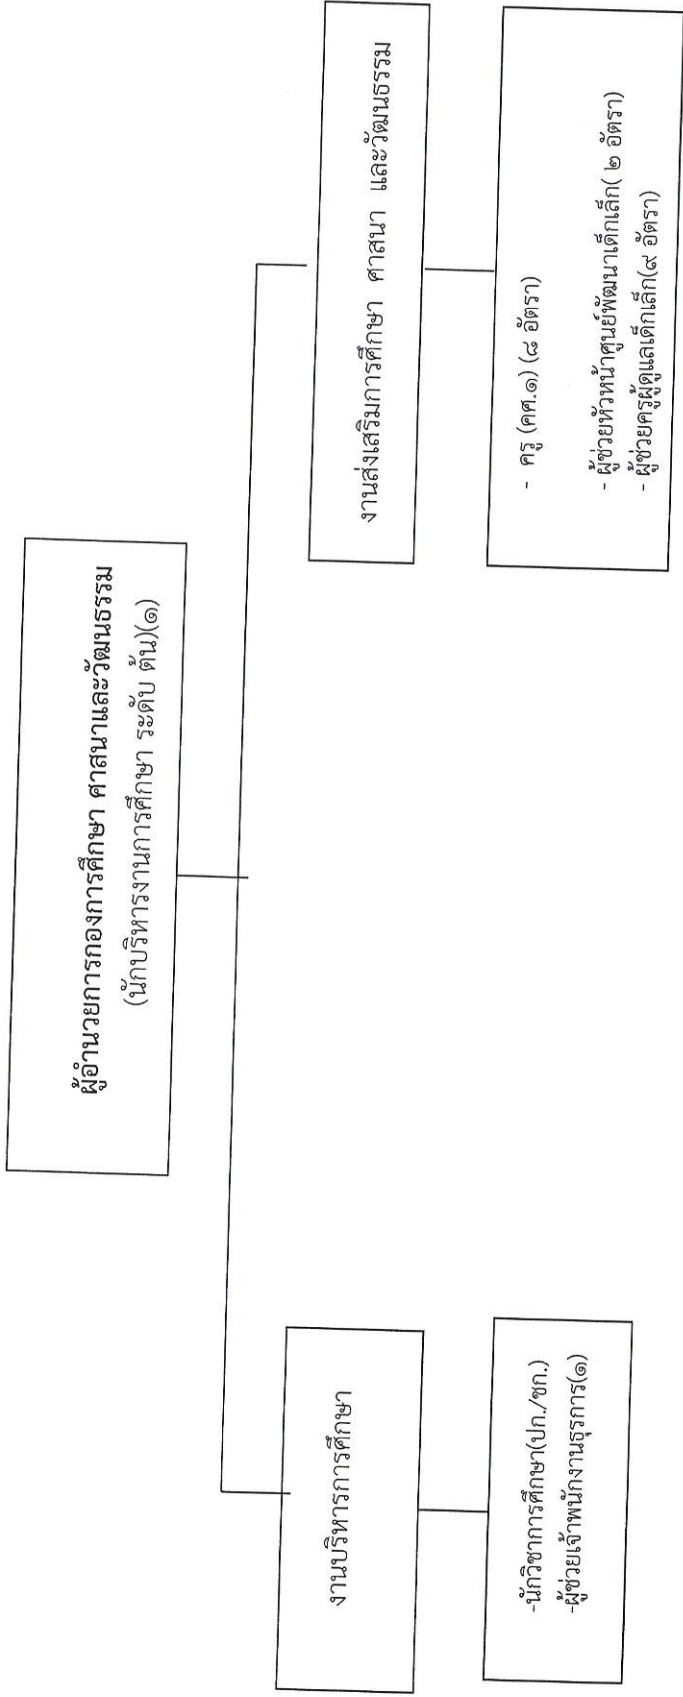 ผู้อำนวยการกองการศึกษา ศาสนาและวัฒนธรรม
(นักบริหารงานการศึกษา ระดับ ต้น)(๑)
งานบริหารการศึกษา
-นักวิชาการศึกษา(ปก./ชก.)
-ผู้ช่วยเจ้าพนักงานธุรการ(๑)
งานส่งเสริมการศึกษา ศาสนา และวัฒนธรรม
- ครู (คศ.๑) (๘ อัตรา)
- ผู้ช่วยหัวหน้าศูนย์พัฒนาเด็กเล็ก( ๒ อัตรา)
- ผู้ช่วยครูผู้ดูแลเด็กเล็ก(๙ อัตรา)